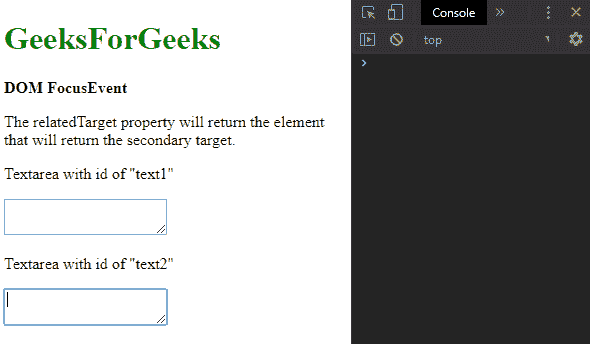 GeeksForGeeks
DOM FocusEvent
The relatedTarget property will return the element
that will return the secondary target.
Textarea with id of "text1"
Textarea with id of "text2"
Console
top